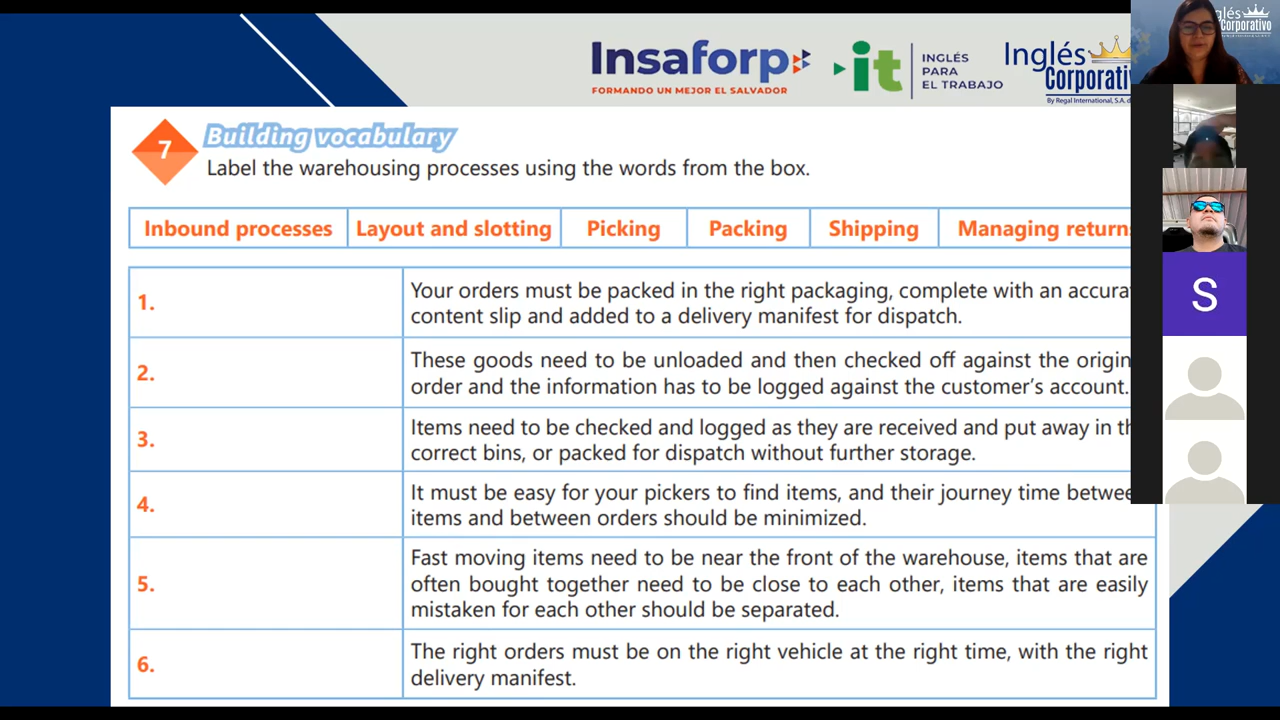 Insaforp
FORMANDO UN MEJOR EL SALVADOR
it
INGLÉS
PARA
EL TRABAJO
Inglés
Corporativ
By Regal International, S.A. d
glés
Corporativo
7
Building vocabulary
Label the warehousing processes using the words from the box.
Inbound processes
Layout and slotting
Picking
Packing
Shipping
Managing returns
1.
Your orders must be packed in the right packaging, complete with an accurat
content slip and added to a delivery manifest for dispatch.
2.
These goods need to be unloaded and then checked off against the origin
order and the information has to be logged against the customer’s account.
3.
Items need to be checked and logged as they are received and put away in th
correct bins, or packed for dispatch without further storage.
4.
It must be easy for your pickers to find items, and their journey time betwee
items and between orders should be minimized.
5.
Fast moving items need to be near the front of the warehouse, items that are
often bought together need to be close to each other, items that are easily
mistaken for each other should be separated.
6.
The right orders must be on the right vehicle at the right time, with the right
delivery manifest.
S